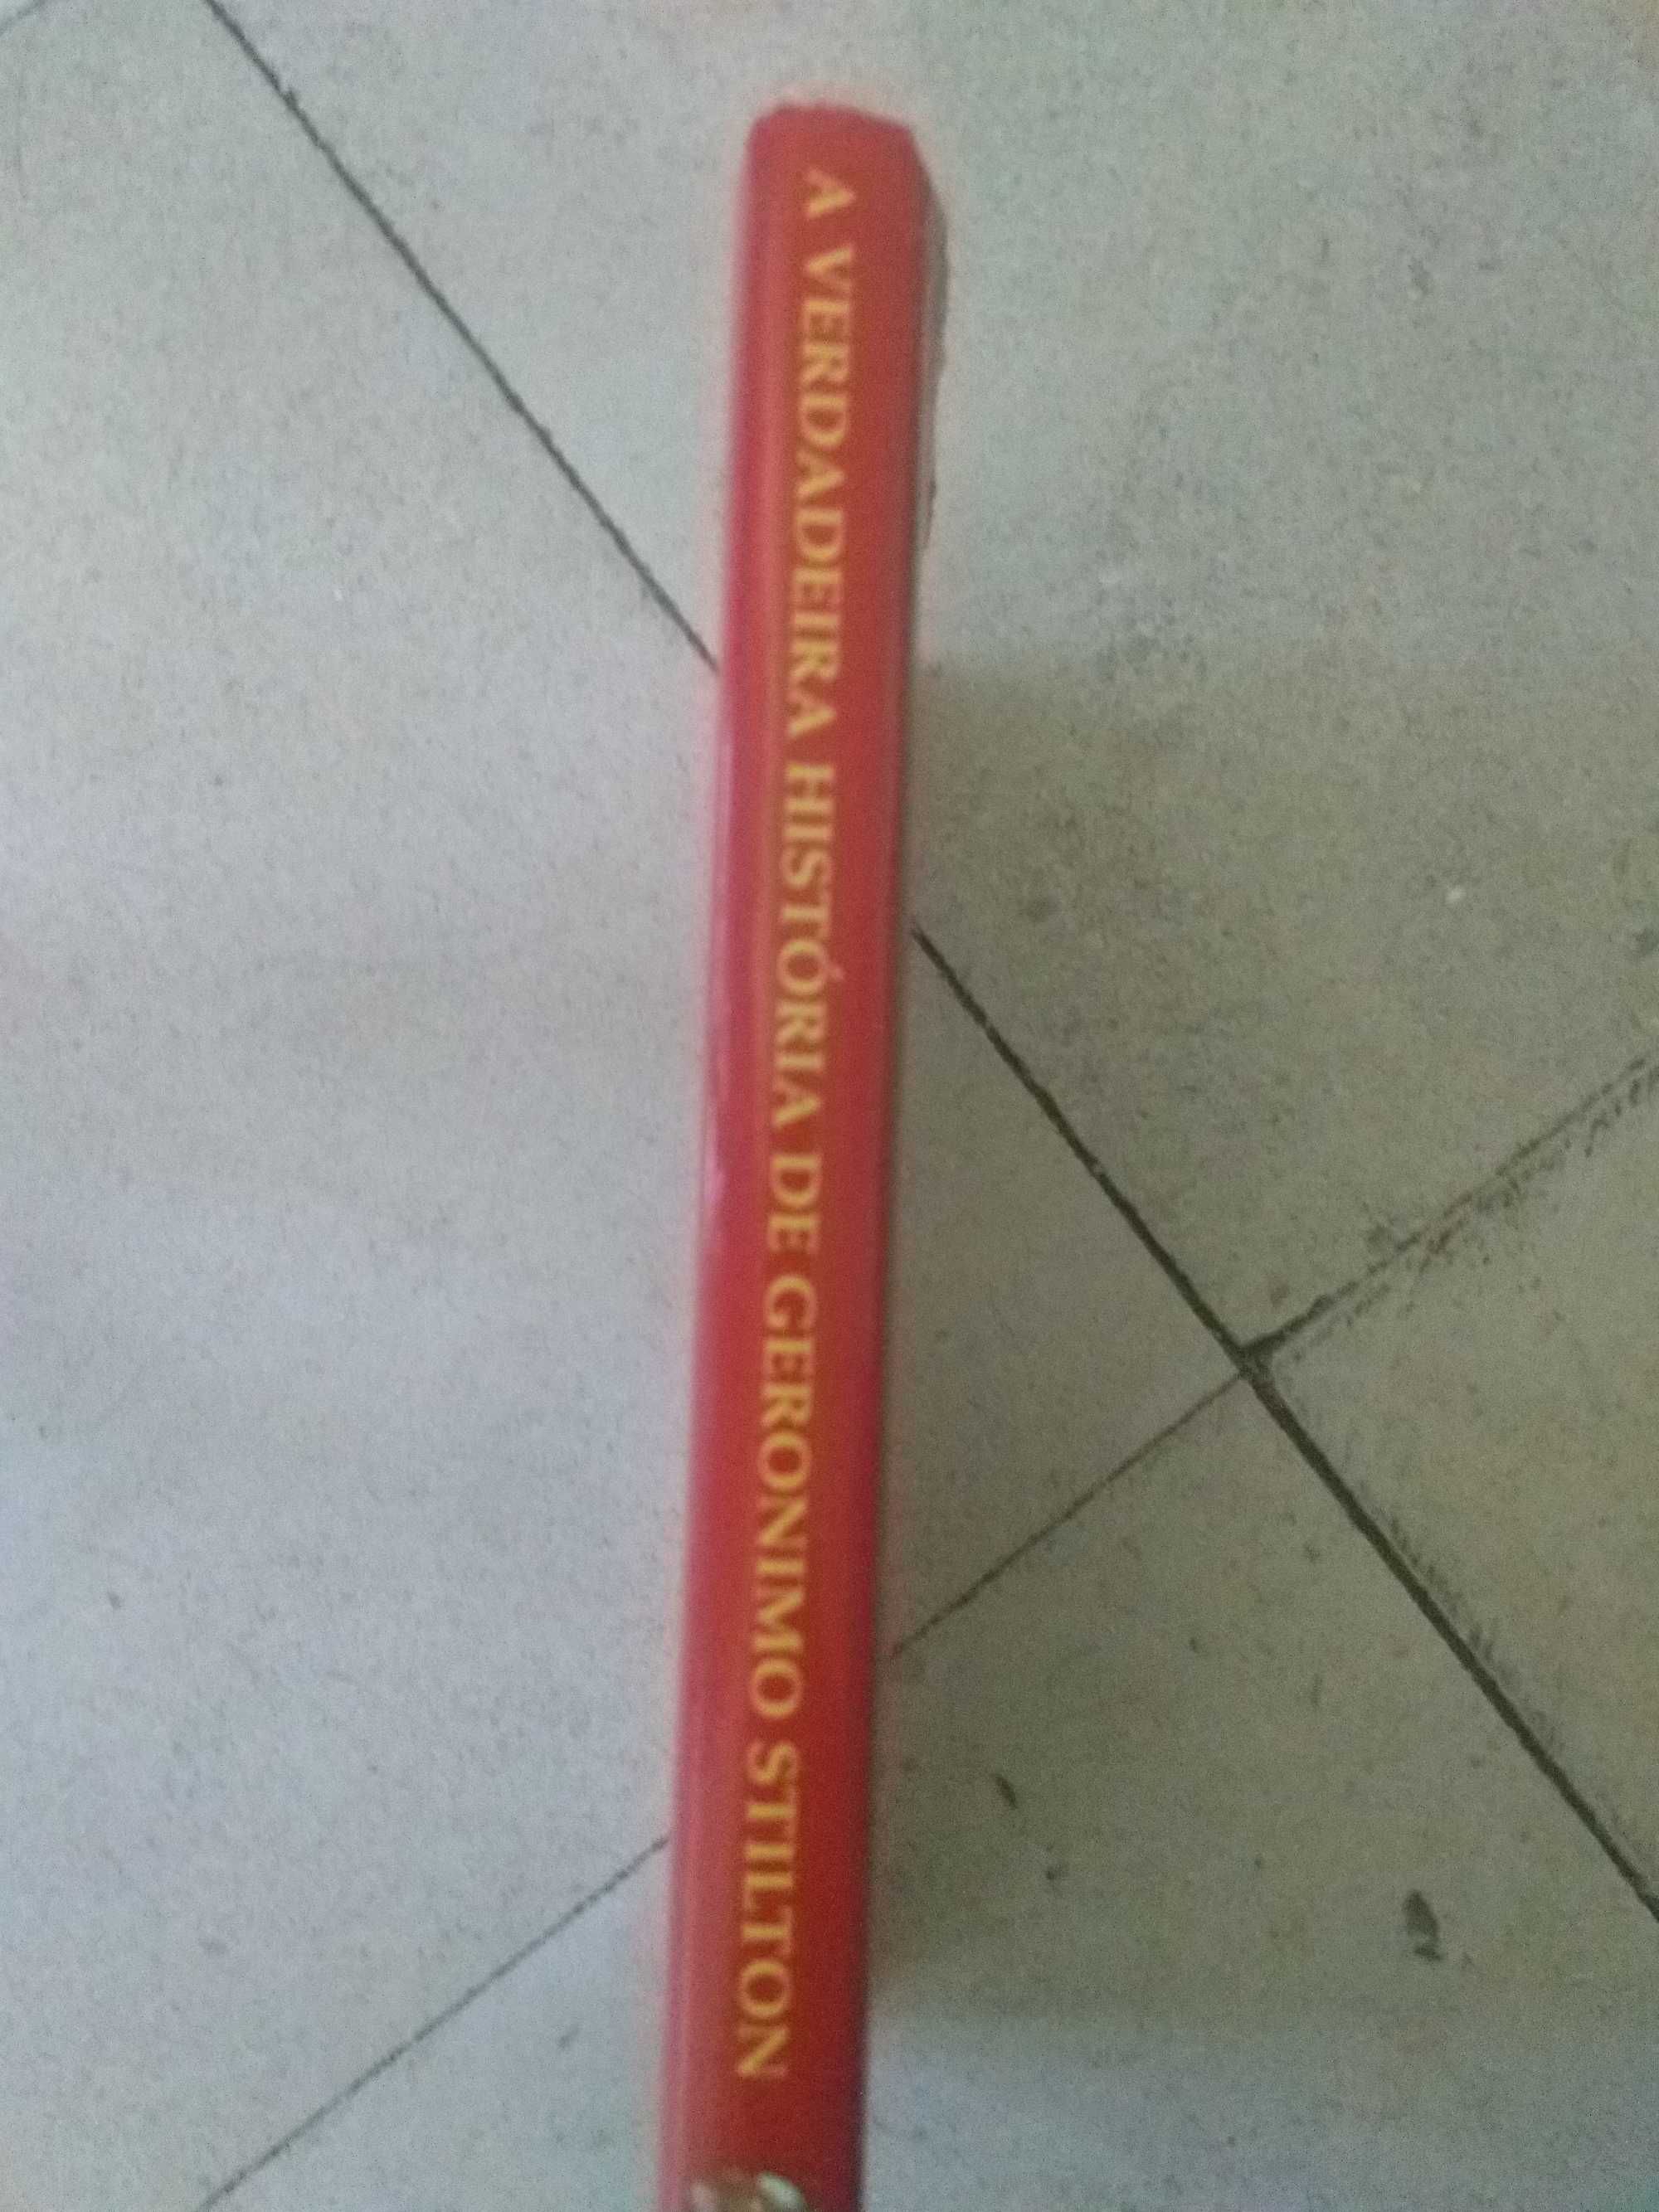 A VERDADEIRA HISTÓRIA DE GERONIMO STILTON